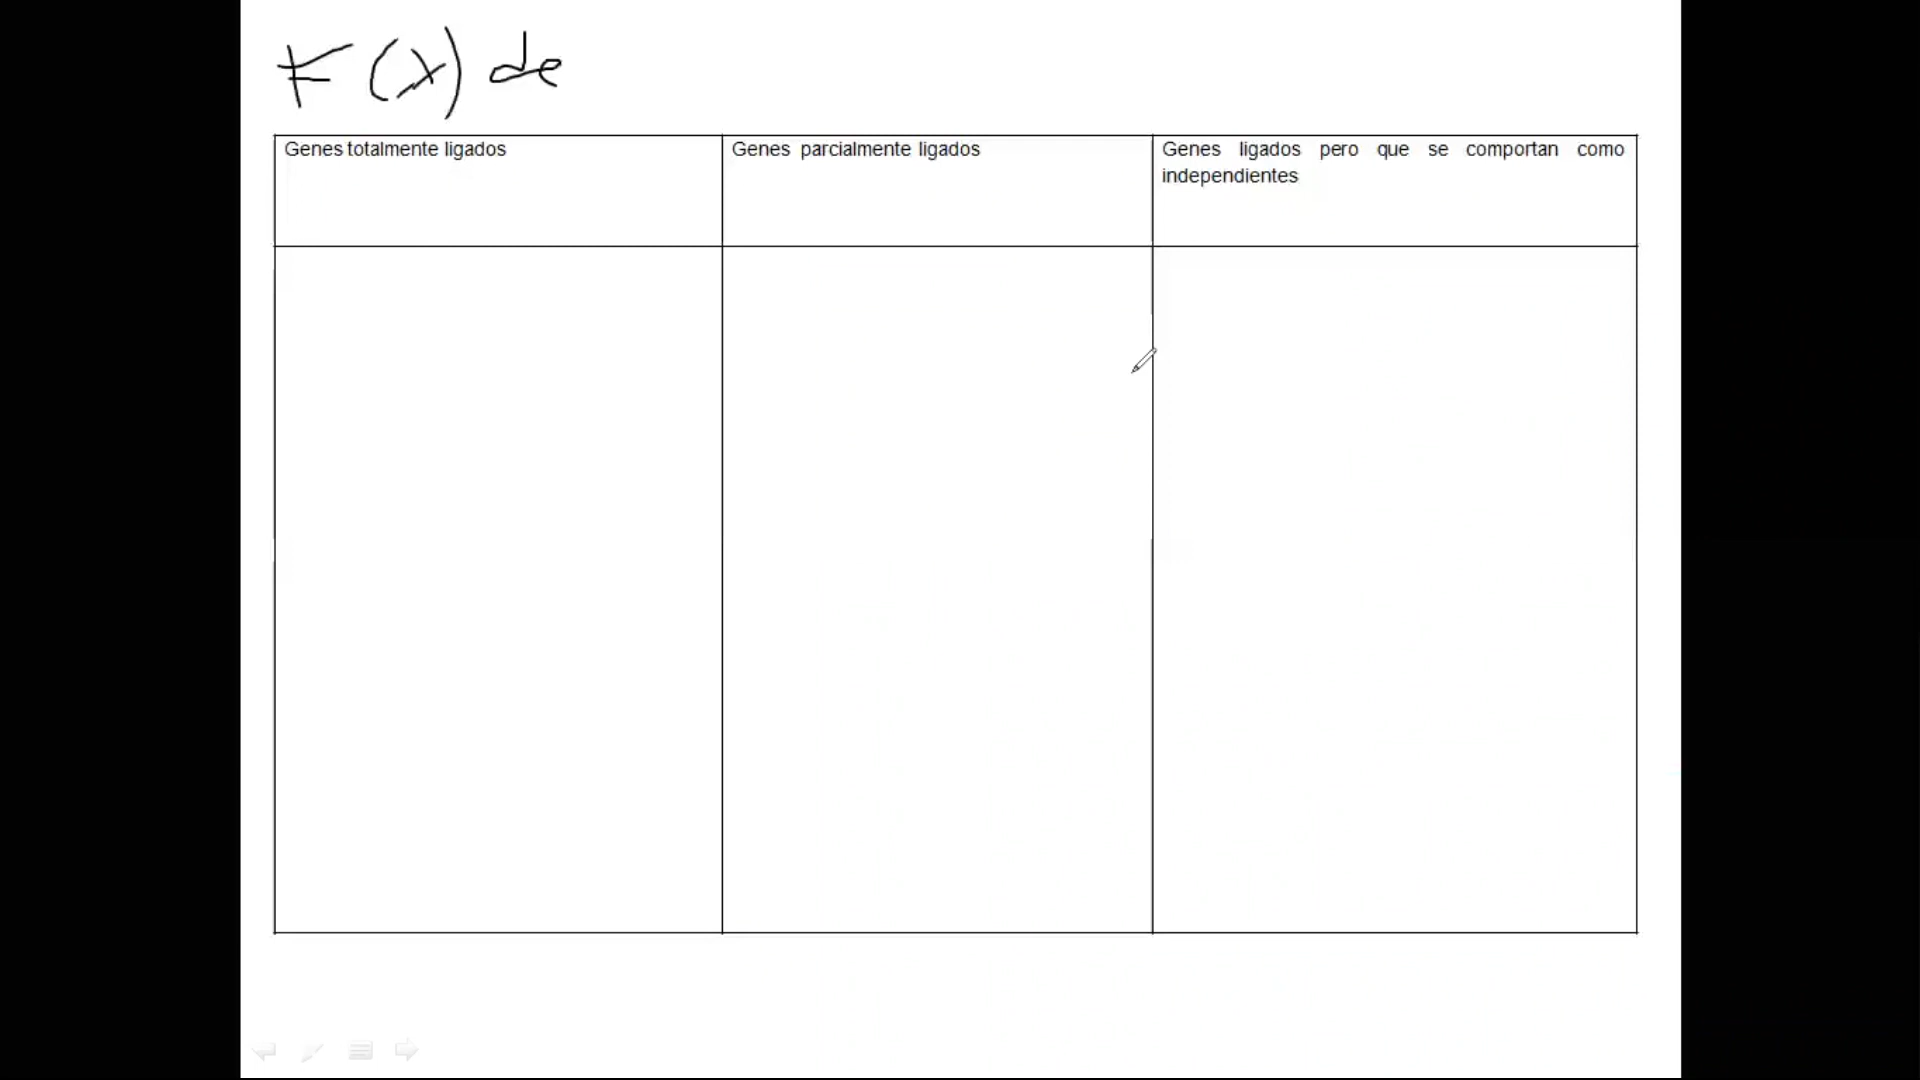 F(x) de
Genes totalmente ligados
Genes parcialmente ligados
Genes ligados pero que se comportan como
independientes